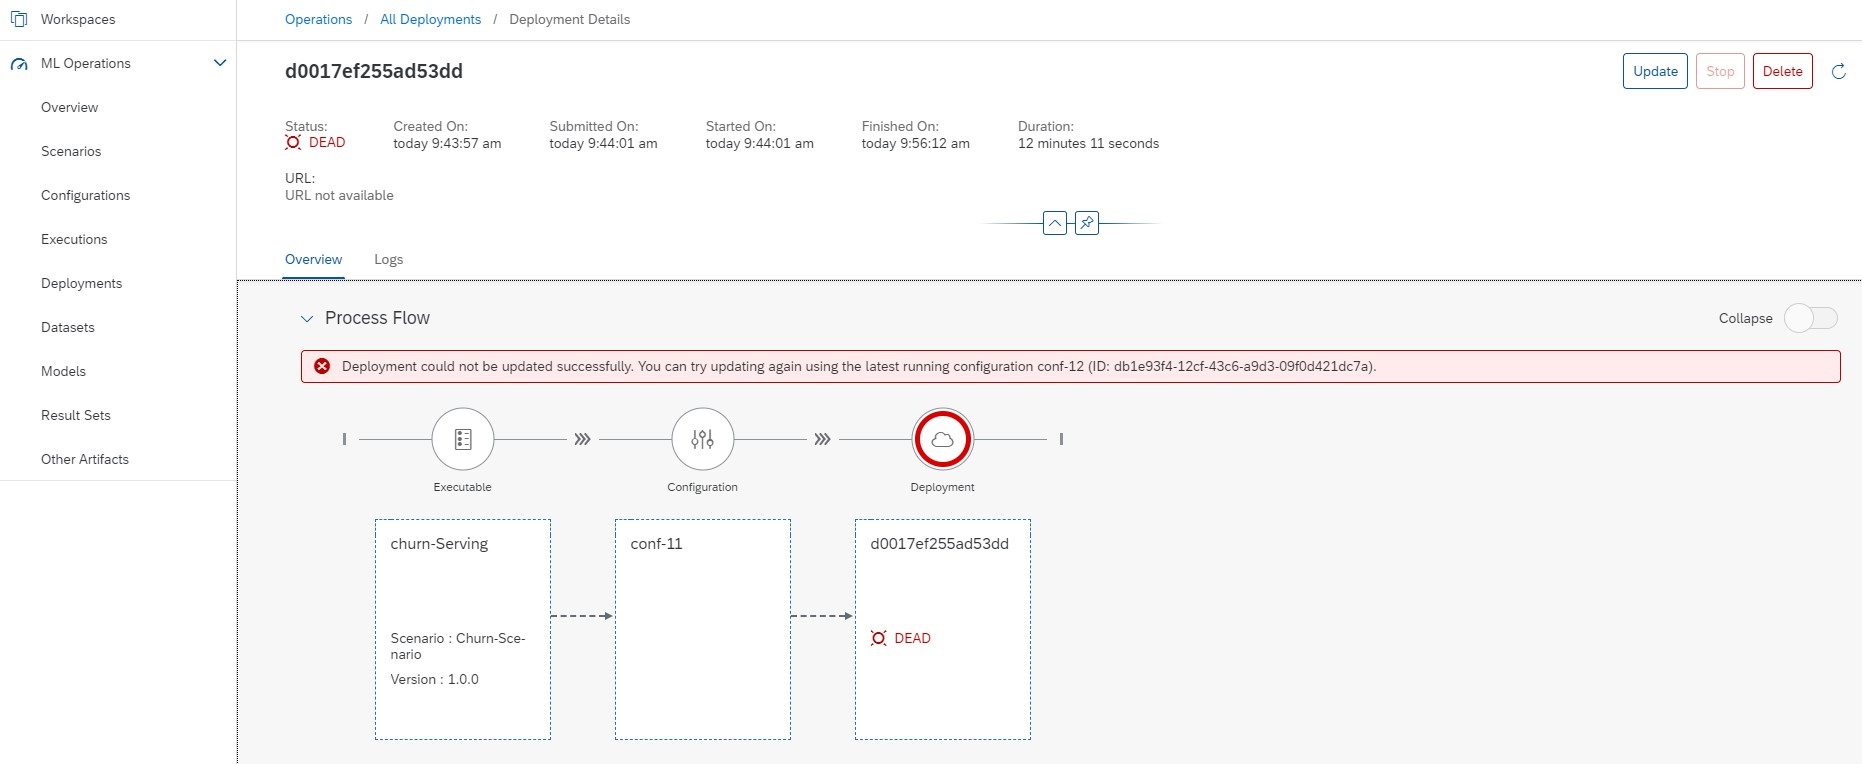 Workspaces
ML Operations
Overview
Scenarios
Configurations
Executions
Deployments
Datasets
Models
Result Sets
Other Artifacts
Operations / All Deployments / Deployment Details
d0017ef255ad53dd
Update Stop Delete
Status: Created On: Submitted On: Started On: Finished On: Duration:
DEAD today 9:43:57 am today 9:44:01 am today 9:44:01 am today 9:56:12 am 12 minutes 11 seconds
URL:
URL not available
Overview Logs
Process Flow
Collapse
Deployment could not be updated successfully. You can try updating again using the latest running configuration conf-12 (ID: db1e93f4-12cf-43c6-a9d3-09f0d421dc7a).
Executable Configuration Deployment
churn-Serving
Scenario : Churn-Sce-
nario
Version : 1.0.0
conf-11
d0017ef255ad53dd
DEAD